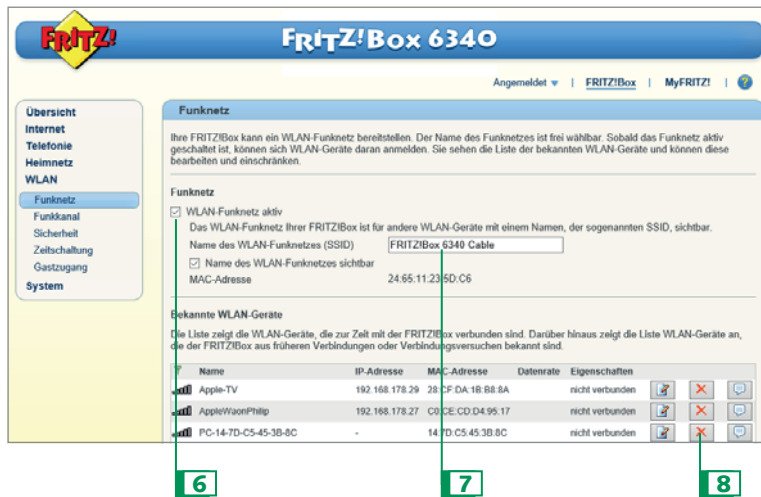 FRITZ!
FRITZ!Box 6340
Angemeldet | FRITZ!Box | MyFRITZ! | ?
Übersicht
Internet
Telefonie
Heimnetz
WLAN
Funknetz
Funkkanal
Sicherheit
Zeitschaltung
Gastzugang
System
Funknetz
Ihre FRITZ!Box kann ein WLAN-Funknetz bereitstellen. Der Name des Funknetzes ist frei wählbar. Sobald das Funknetz aktiv
geschaltet ist, können sich WLAN-Geräte daran anmelden. Sie sehen die Liste der bekannten WLAN-Geräte und können diese
bearbeiten und einschränken.
Funknetz
WLAN-Funknetz aktiv
Das WLAN-Funknetz Ihrer FRITZ!Box ist für andere WLAN-Geräte mit einem Namen, der sogenannten SSID, sichtbar.
Name des WLAN-Funknetzes (SSID) FRITZ!Box 6340 Cable
Name des WLAN-Funknetzes sichtbar
MAC-Adresse 24:65:11:23:5D:C6
Bekannte WLAN-Geräte
Die Liste zeigt die WLAN-Geräte, die zur Zeit mit der FRITZ!Box verbunden sind. Darüber hinaus zeigt die Liste WLAN-Geräte an,
die der FRITZ!Box aus früheren Verbindungen oder Verbindungsversuchen bekannt sind.
Name IP-Adresse MAC-Adresse Datenrate Eigenschaften
Apple-TV 192.168.178.29 28:CF:DA:1B:B8:8A nicht verbunden
AppleWaonPhilip 192.168.178.27 C0:CE:CD:D4:95:17 nicht verbunden
PC-14-7D-C5-45-3B-8C - 14:7D:C5:45:3B:8C nicht verbunden
6 7 8